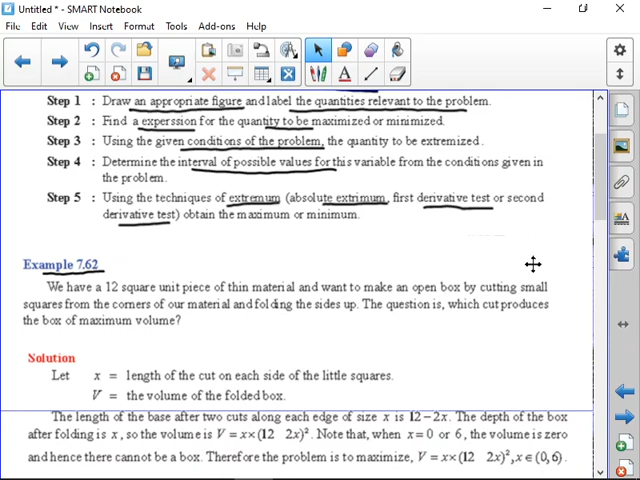 Untitled * - SMART Notebook
File Edit View Insert Format Tools Add-ons Help
Step 1 : Draw an appropriate figure and label the quantities relevant to the problem.
Step 2 : Find a experssion for the quantity to be maximized or minimized.
Step 3 : Using the given conditions of the problem, the quantity to be extremized .
Step 4 : Determine the interval of possible values for this variable from the conditions given in
the problem.
Step 5 : Using the techniques of extremum (absolute extrimum, first derivative test or second
derivative test) obtain the maximum or minimum.
Example 7.62
We have a 12 square unit piece of thin material and want to make an open box by cutting small
squares from the corners of our material and folding the sides up. The question is, which cut produces
the box of maximum volume?
Solution
Let x = length of the cut on each side of the little squares.
V = the volume of the folded box.
The length of the base after two cuts along each edge of size x is 12−2x. The depth of the box
after folding is x, so the volume is V = x×(12 2x)². Note that, when x=0 or 6, the volume is zero
and hence there cannot be a box. Therefore the problem is to maximize, V = x×(12 2x)², x∈(0,6) .